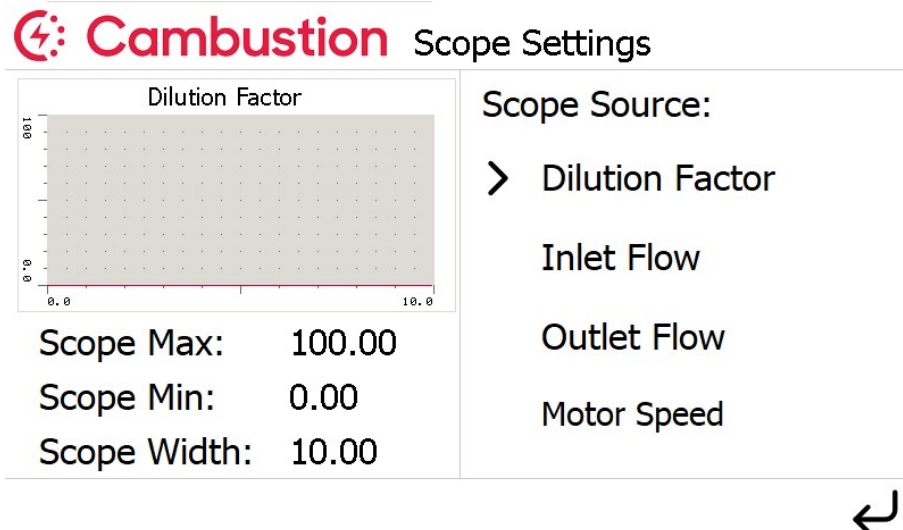 Cambustion Scope Settings
Dilution Factor
100
0.0
0.0 10.0
Scope Max: 100.00
Scope Min: 0.00
Scope Width: 10.00
Scope Source:
Dilution Factor
Inlet Flow
Outlet Flow
Motor Speed